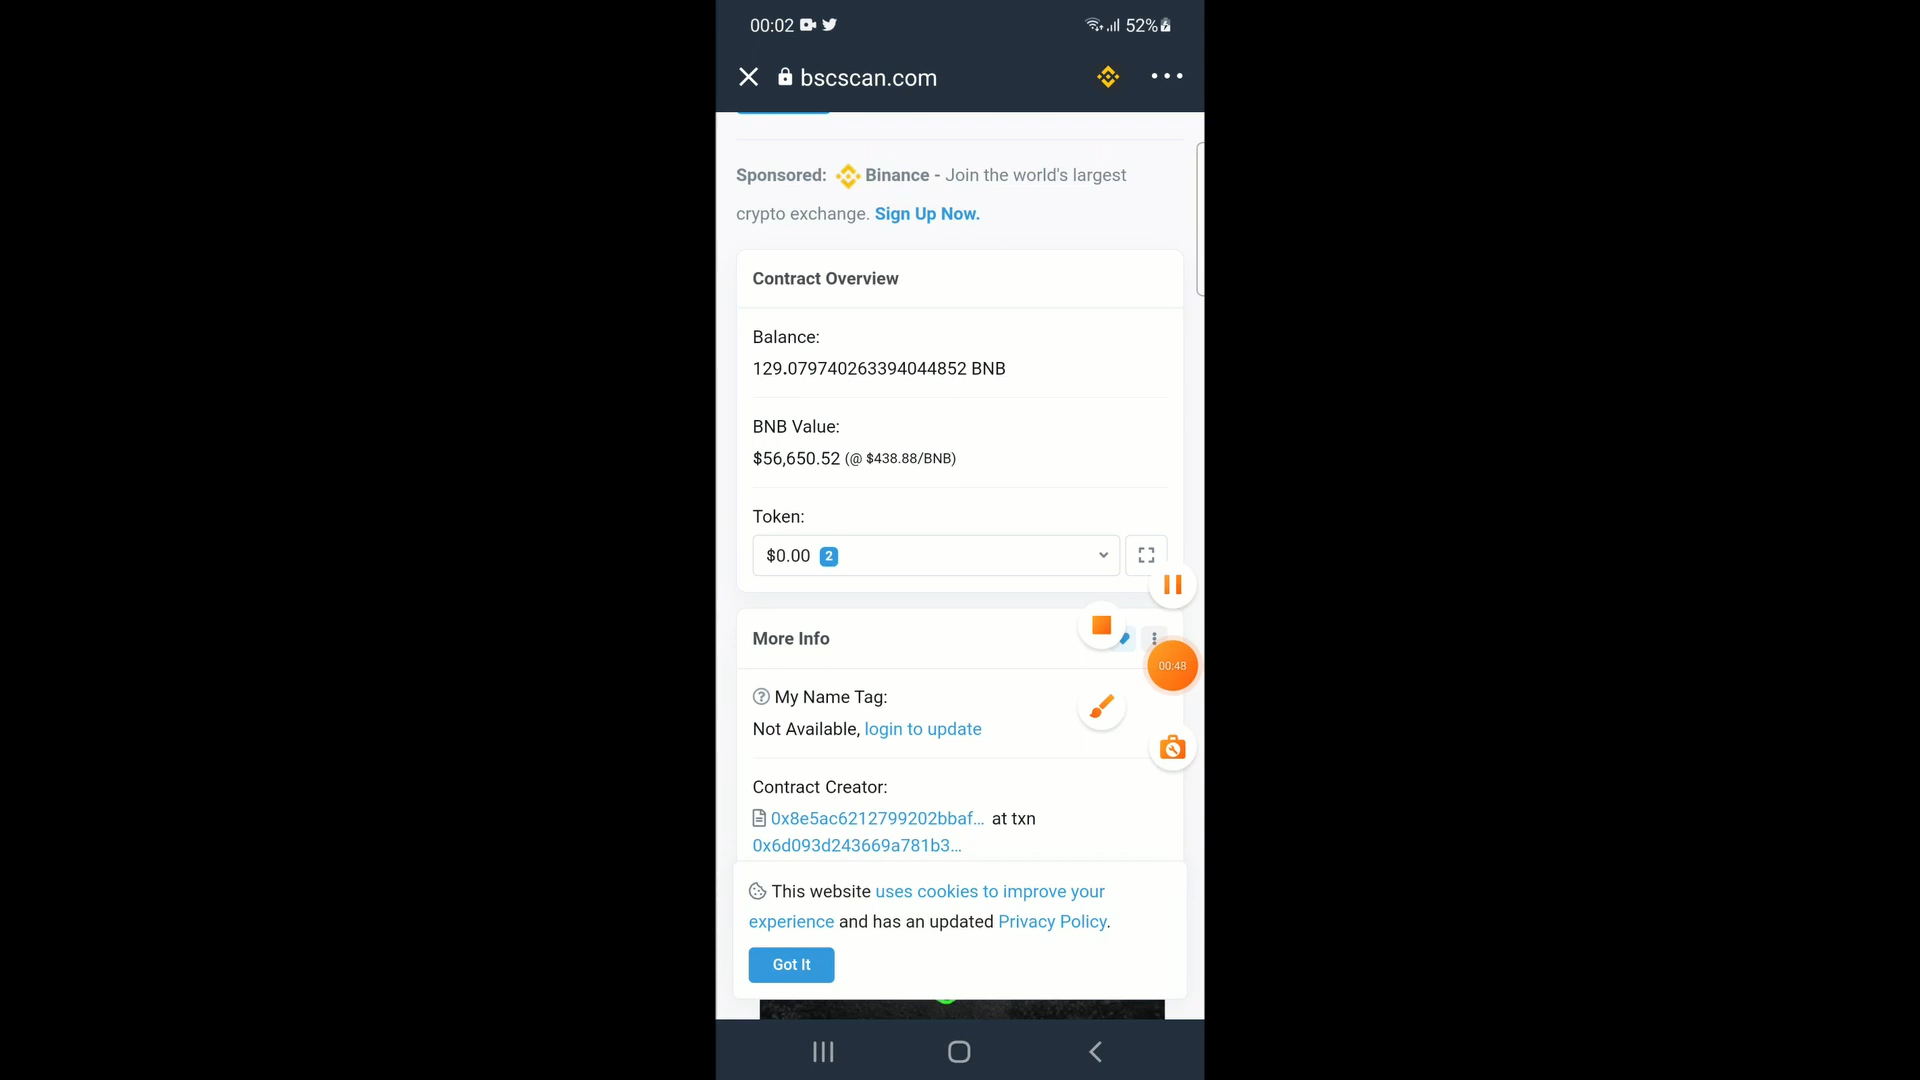 00:02 52%
bscscan.com
Sponsored: Binance - Join the world's largest
crypto exchange. Sign Up Now.
Contract Overview
Balance:
129.079740263394044852 BNB
BNB Value:
$56,650.52 (@ $438.88/BNB)
Token:
$0.00 2
More Info
00:48
My Name Tag:
Not Available, login to update
Contract Creator:
0x8e5ac6212799202bbaf... at txn
0x6d093d243669a781b3...
This website uses cookies to improve your
experience and has an updated Privacy Policy.
Got It